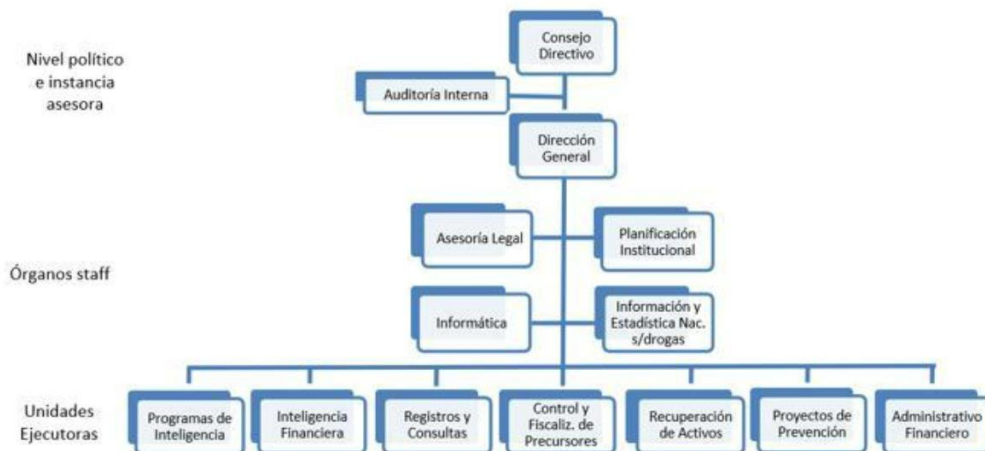 Consejo
Directivo
Nivel político
e instancia
asesora
Auditoría Interna
Dirección
General
Asesoría Legal
Planificación
Institucional
Órganos staff
Informática
Información y
Estadística Nac.
s/drogas
Unidades
Ejecutoras
Programas de
Inteligencia
Inteligencia
Financiera
Registros y
Consultas
Control y
Fiscaliz. de
Precursores
Recuperación
de Activos
Proyectos de
Prevención
Administrativo
Financiero